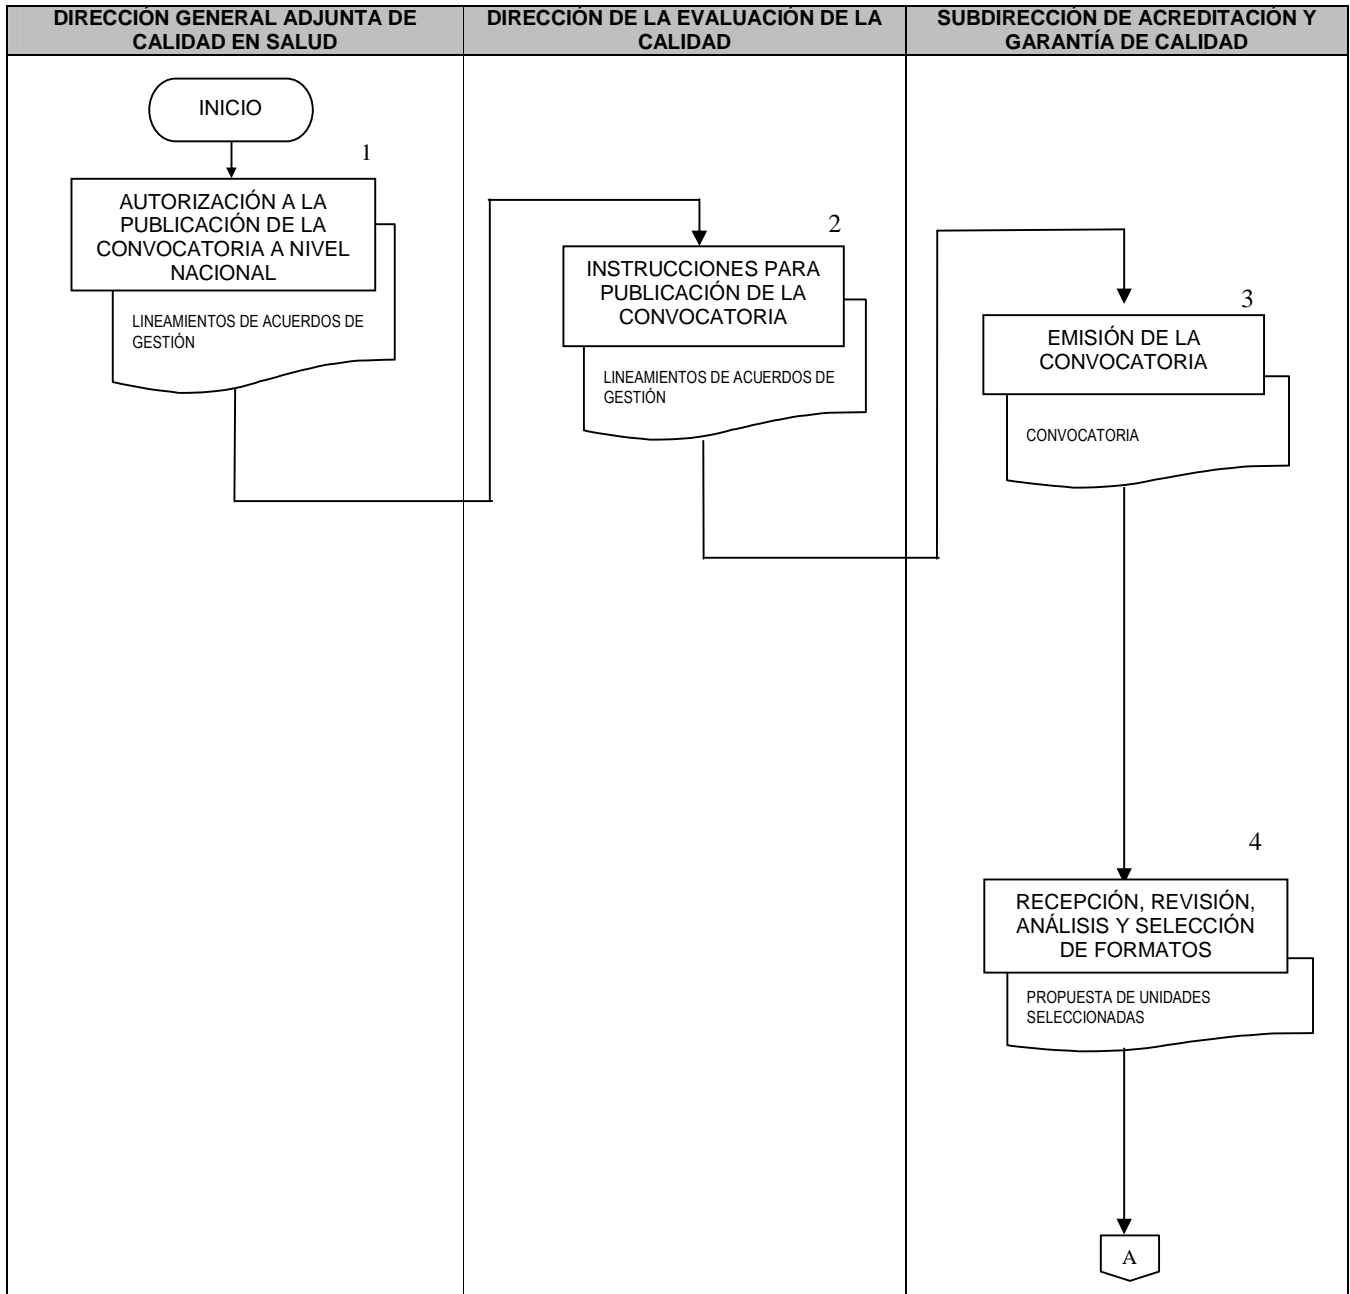 DIRECCIÓN GENERAL ADJUNTA DE
CALIDAD EN SALUD
DIRECCIÓN DE LA EVALUACIÓN DE LA
CALIDAD
SUBDIRECCIÓN DE ACREDITACIÓN Y
GARANTÍA DE CALIDAD
INICIO
1
AUTORIZACIÓN A LA
PUBLICACIÓN DE LA
CONVOCATORIA A NIVEL
NACIONAL
LINEAMIENTOS DE ACUERDOS DE
GESTIÓN
2
INSTRUCCIONES PARA
PUBLICACIÓN DE LA
CONVOCATORIA
LINEAMIENTOS DE ACUERDOS DE
GESTIÓN
3
EMISIÓN DE LA
CONVOCATORIA
CONVOCATORIA
4
RECEPCIÓN, REVISIÓN,
ANÁLISIS Y SELECCIÓN
DE FORMATOS
PROPUESTA DE UNIDADES
SELECCIONADAS
A